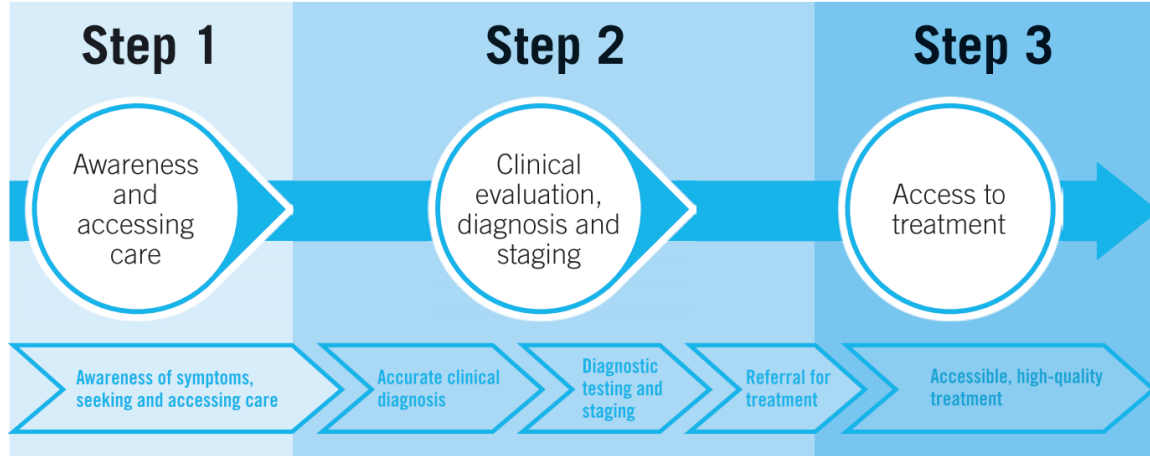 Step 1
Step 2
Step 3
Awareness
and
accessing
care
Clinical
evaluation,
diagnosis and
staging
Access to
treatment
Awareness of symptoms,
seeking and accessing care
Accurate clinical
diagnosis
Diagnostic
testing and
staging
Referral for
treatment
Accessible, high-quality
treatment